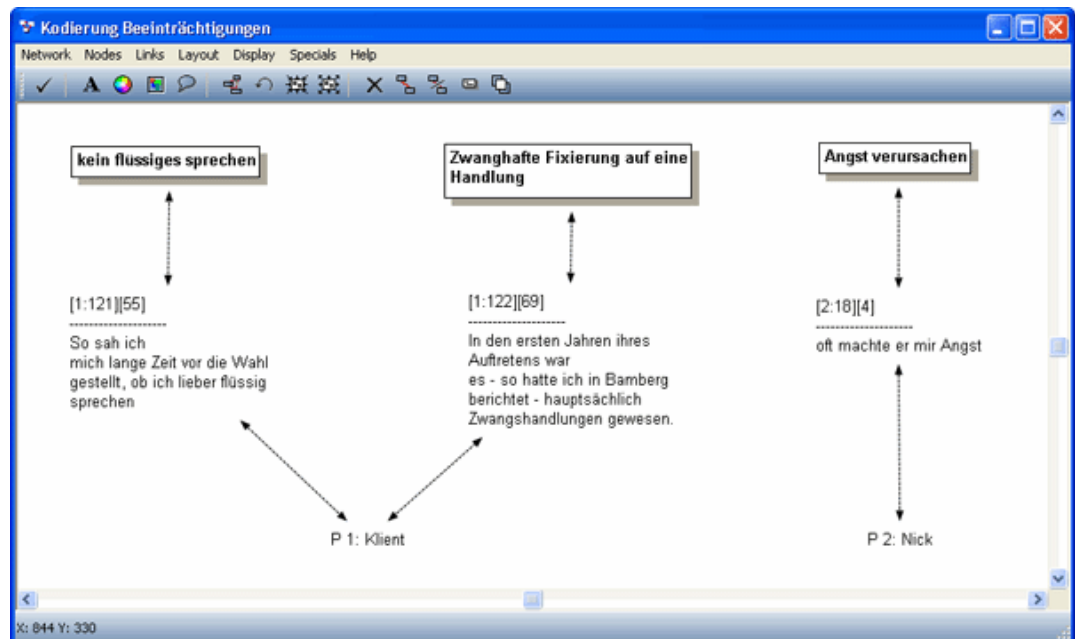 Kodierung Beeinträchtigungen
Network Nodes Links Layout Display Specials Help
A
kein flüssiges sprechen
Zwanghafte Fixierung auf eine
Handlung
Angst verursachen
[1:121][55]
--------------------
So sah ich
mich lange Zeit vor die Wahl
gestellt, ob ich lieber flüssig
sprechen
[1:122][69]
--------------------
In den ersten Jahren ihres
Auftretens war
es - so hatte ich in Bamberg
berichtet - hauptsächlich
Zwangshandlungen gewesen.
[2:18][4]
--------------------
oft machte er mir Angst
P 1: Klient
P 2: Nick
X: 844 Y: 330